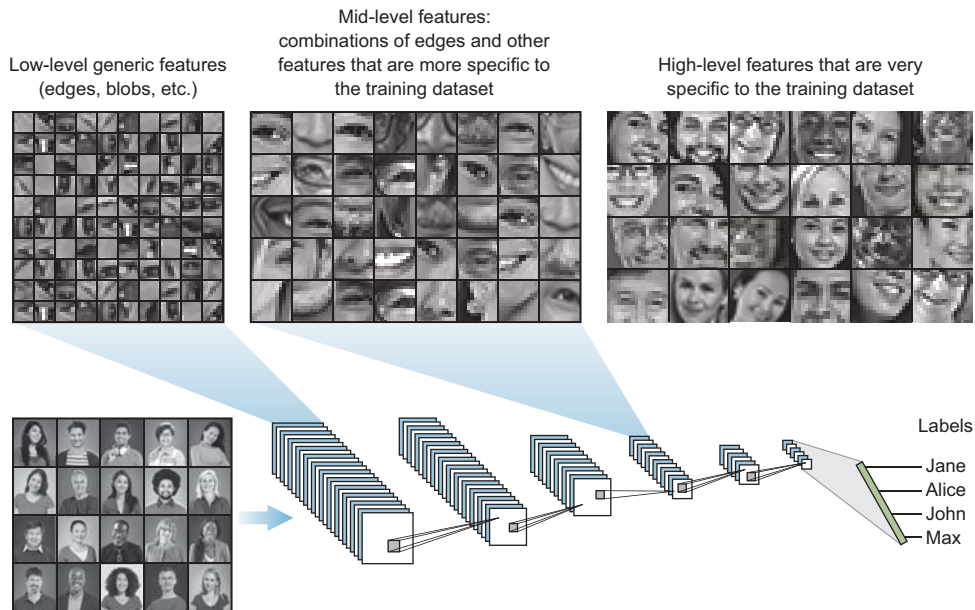 Low-level generic features
(edges, blobs, etc.)
Mid-level features:
combinations of edges and other
features that are more specific to
the training dataset
High-level features that are very
specific to the training dataset
Labels
Jane
Alice
John
Max